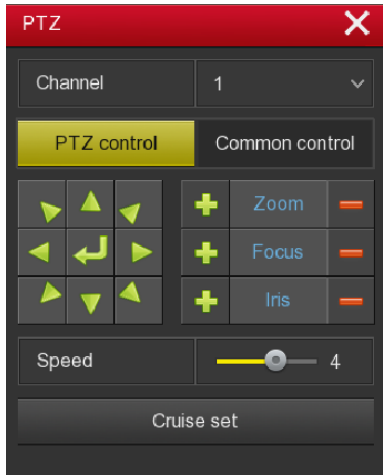 PTZ
Channel 1
PTZ control Common control
Zoom
Focus
Iris
Speed 4
Cruise set